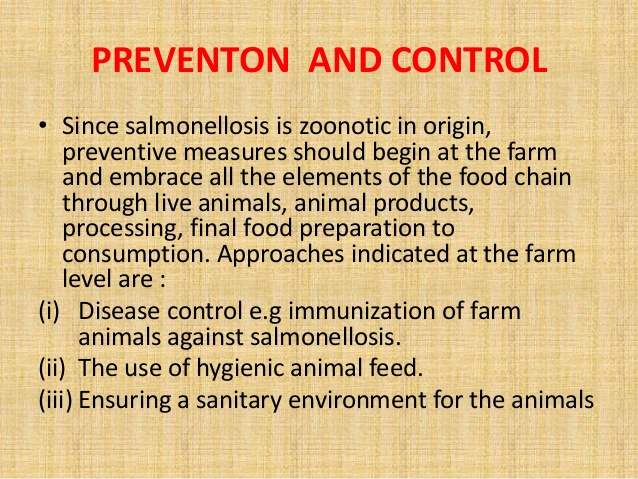 PREVENTON AND CONTROL
• Since salmonellosis is zoonotic in origin,
preventive measures should begin at the farm
and embrace all the elements of the food chain
through live animals, animal products,
processing, final food preparation to
consumption. Approaches indicated at the farm
level are :
(i) Disease control e.g immunization of farm
animals against salmonellosis.
(ii) The use of hygienic animal feed.
(iii) Ensuring a sanitary environment for the animals